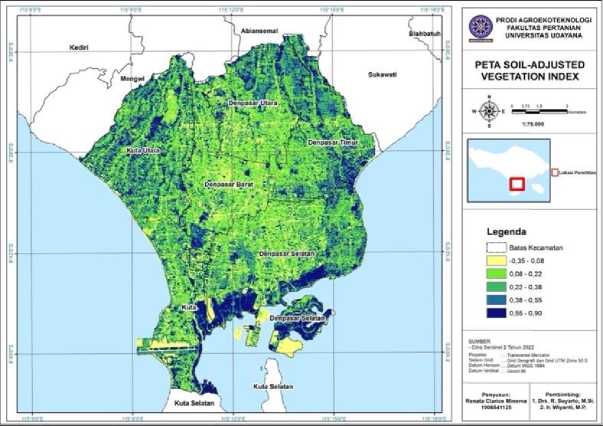 Kediri
Abiansemal
Blahbatuh
Mengwi
Sukawati
Denpasar Utara
Denpasar Timur
Kuta Utara
Denpasar Barat
Denpasar Selatan
Kuta
Denpasar Selatan
Kuta Selatan
Kuta Selatan
PRODI AGROEKOTEKNOLOGI
FAKULTAS PERTANIAN
UNIVERSITAS UDAYANA
PETA SOIL-ADJUSTED
VEGETATION INDEX
N
W E
S
1:75.000
Lokasi Penelitian
Legenda
Batas Kecamatan
-0,35 - 0,08
0,08 - 0,22
0,22 - 0,38
0,38 - 0,55
0,55 - 0,90
SUMBER
- Citra Sentinel 2 Tahun 2022
Proyeksi : Transverse Mercator
Sistem Grid : Grid Geografi dan Grid UTM Zona 50 S
Datum Horison : Datum WGS 1984
Penyusun:
Renata Clarice Minerva
1906541125
Pembimbing:
1. Drs. R. Suyarto, M.Si.
2. Ir. Wiyanti, M.P.